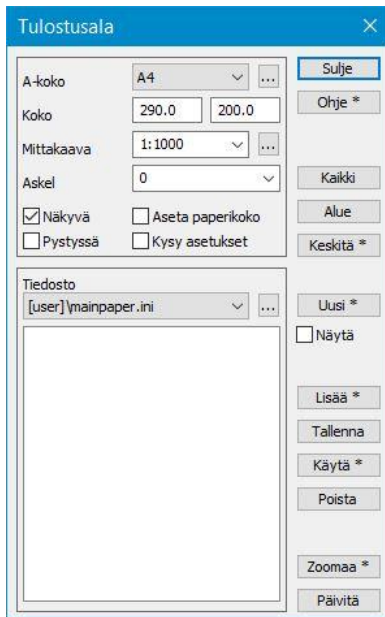 Tulostusala
A-koko A4 ...
Koko 290.0 200.0
Mittakaava 1:1000 ...
Askel 0
Näkyvä Aseta paperikoko
Pystyssä Kysy asetukset
Tiedosto
[user]\mainpaper.ini ...
Sulje
Ohje *
Kaikki
Alue
Keskitä *
Uusi *
Näytä
Lisää *
Tallenna
Käytä *
Poista
Zoomaa *
Päivitä